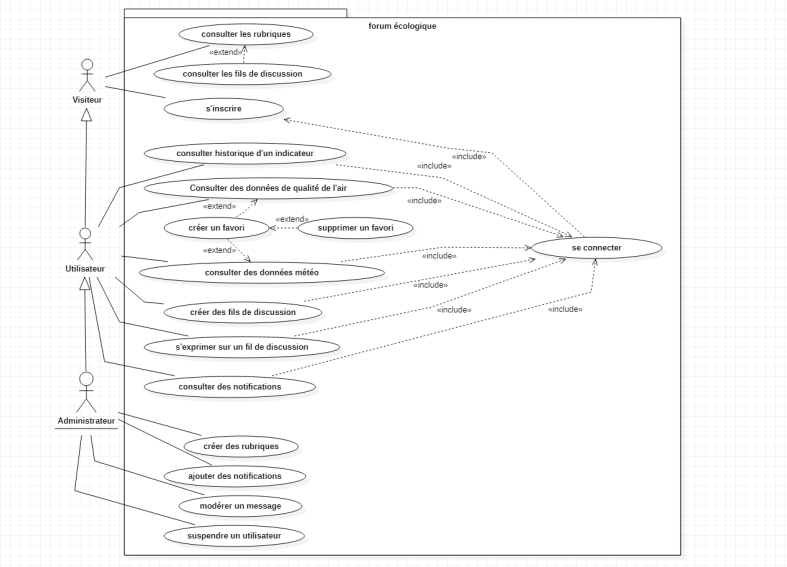 forum écologique
consulter les rubriques
«extend»
consulter les fils de discussion
Visiteur
s'inscrire
consulter historique d'un indicateur
«include»
«include»
Consulter des données de qualité de l'air
«include»
«extend»
créer un favori
«extend»
supprimer un favori
Utilisateur
«extend»
se connecter
«include»
consulter des données météo
«include»
créer des fils de discussion
«include»
«include»
s'exprimer sur un fil de discussion
consulter des notifications
Administrateur
créer des rubriques
ajouter des notifications
modérer un message
suspendre un utilisateur